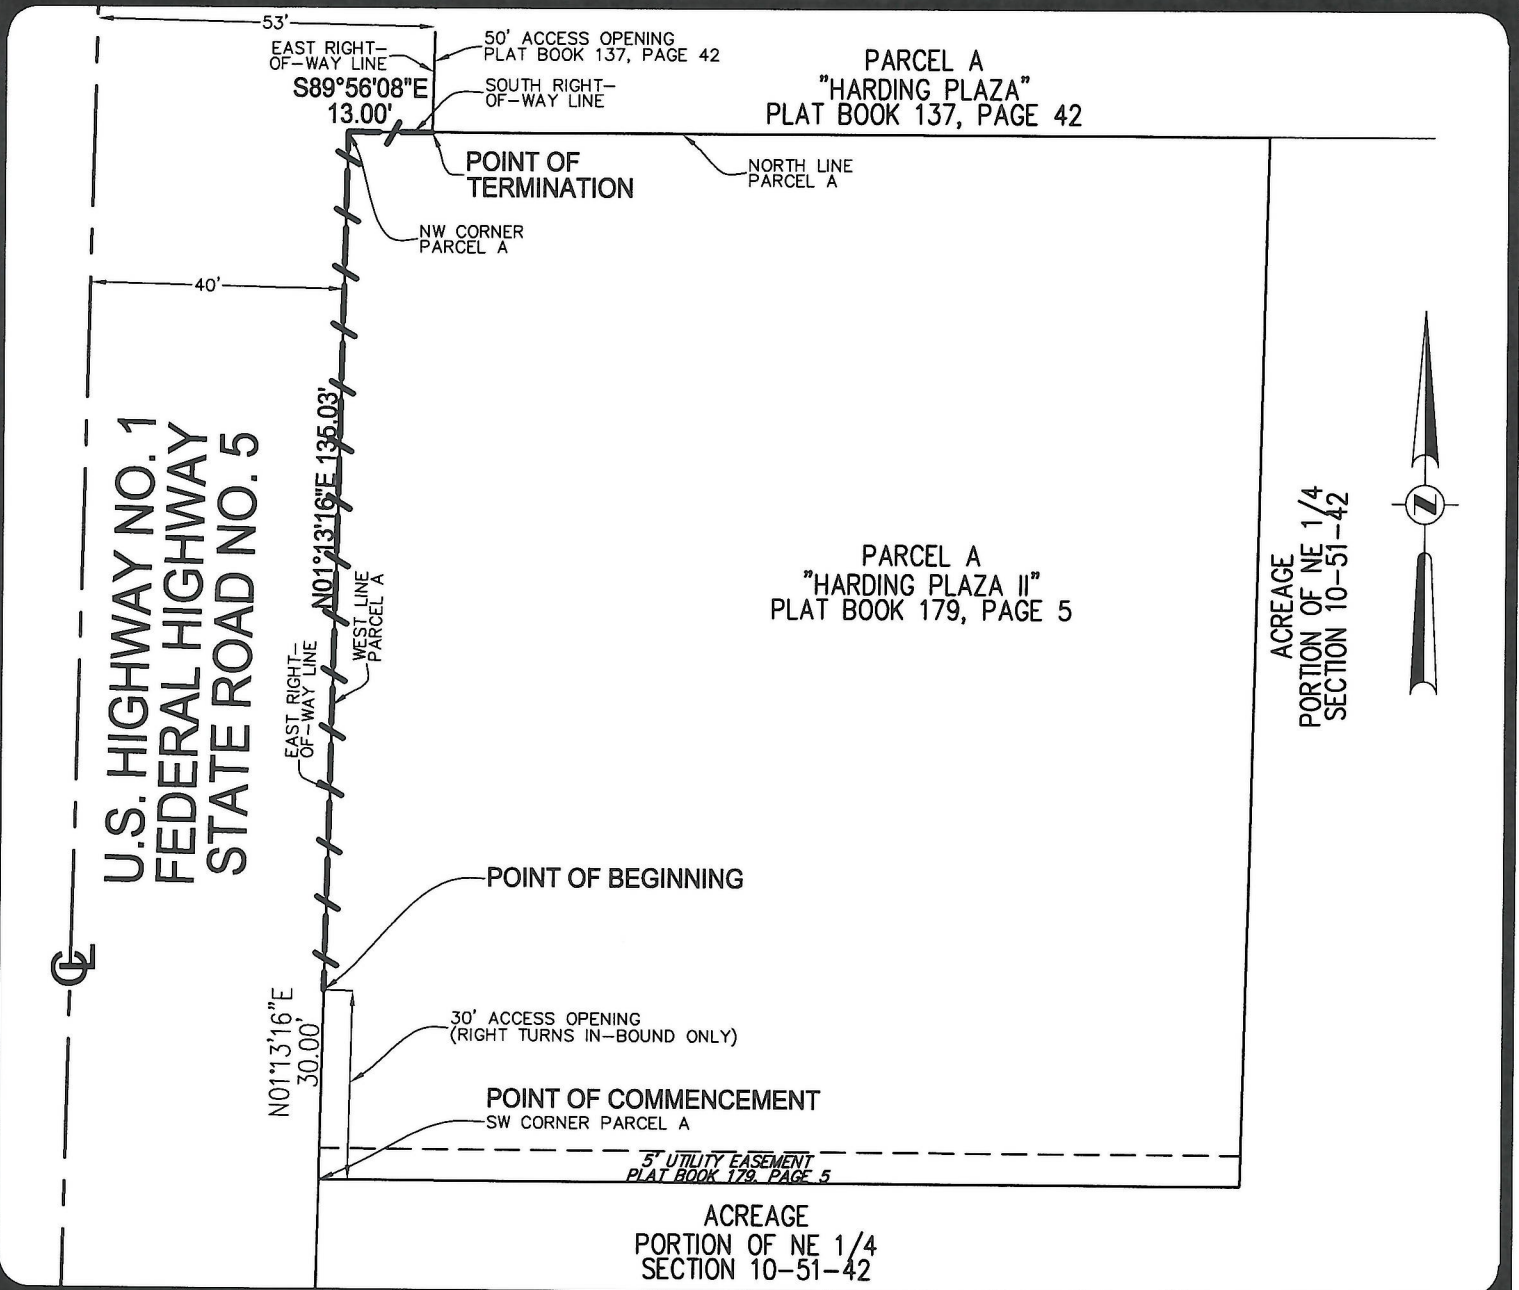 53'
EAST RIGHT-
OF-WAY LINE
50' ACCESS OPENING
PLAT BOOK 137, PAGE 42
S89°56'08"E
13.00'
SOUTH RIGHT-
OF-WAY LINE
PARCEL A
"HARDING PLAZA"
PLAT BOOK 137, PAGE 42
POINT OF
TERMINATION
NORTH LINE
PARCEL A
NW CORNER
PARCEL A
40'
U.S. HIGHWAY NO. 1
FEDERAL HIGHWAY
STATE ROAD NO. 5
N01°13'16"E 135.03'
WEST LINE
PARCEL A
EAST RIGHT-
OF-WAY LINE
PARCEL A
"HARDING PLAZA II"
PLAT BOOK 179, PAGE 5
ACREAGE
PORTION OF NE 1/4
SECTION 10-51-42
Z
POINT OF BEGINNING
CL
N01°13'16"E
30.00'
30' ACCESS OPENING
(RIGHT TURNS IN-BOUND ONLY)
POINT OF COMMENCEMENT
SW CORNER PARCEL A
5' UTILITY EASEMENT
PLAT BOOK 179, PAGE 5
ACREAGE
PORTION OF NE 1/4
SECTION 10-51-42